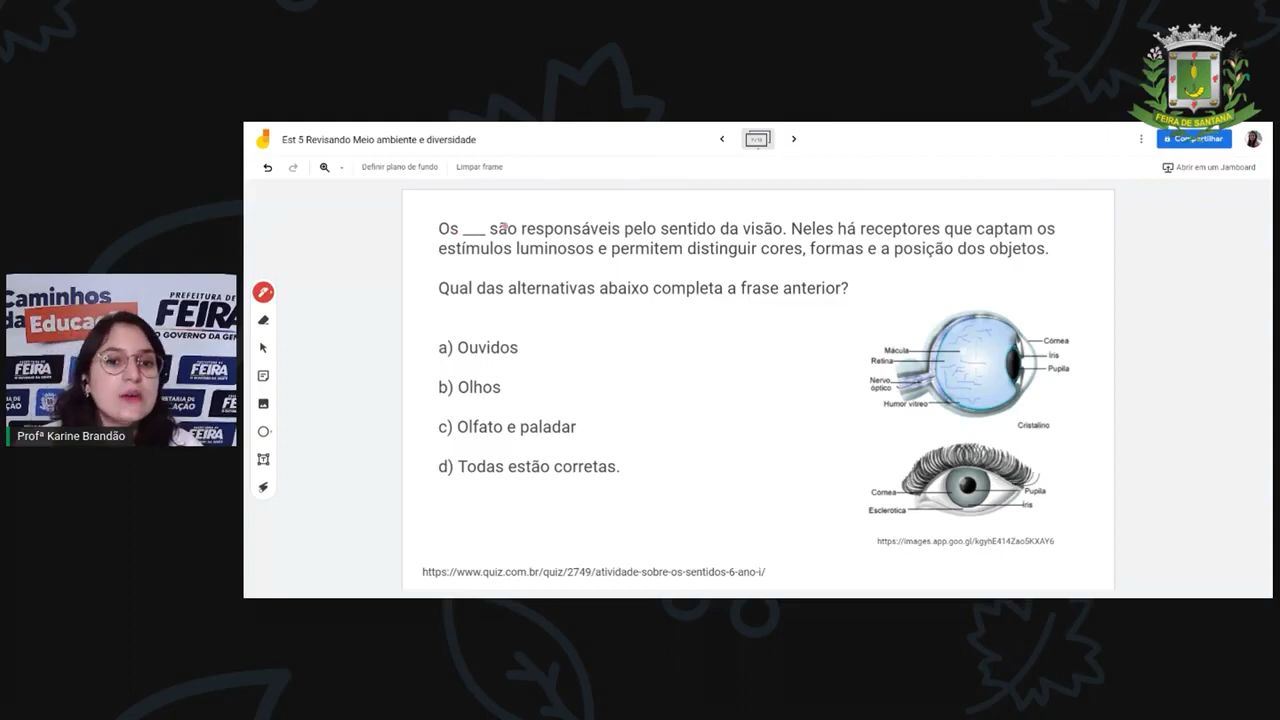 FEIRA DE SANTANA
Est 5 Revisando Meio ambiente e diversidade
Compartilhar
Definir plano de fundo
Limpar frame
Abrir em um Jamboard
Os ___ são responsáveis pelo sentido da visão. Neles há receptores que captam os
estímulos luminosos e permitem distinguir cores, formas e a posição dos objetos.
Qual das alternativas abaixo completa a frase anterior?
a) Ouvidos
b) Olhos
c) Olfato e paladar
d) Todas estão corretas.
Mácula
Retina
Nervo
óptico
Humor vítreo
Córnea
Íris
Pupila
Cristalino
Córnea
Esclerótica
Pupila
Íris
https://images.app.goo.gl/kgyhE414ZaoSKXAY6
https://www.quiz.com.br/quiz/2749/atividade-sobre-os-sentidos-6-ano-i/
Caminhos
da Educação
PREFEITURA DE
FEIRA
O GOVERNO DA GEN
FEIRA
FEIRA
FEIRA
Profª Karine Brandão